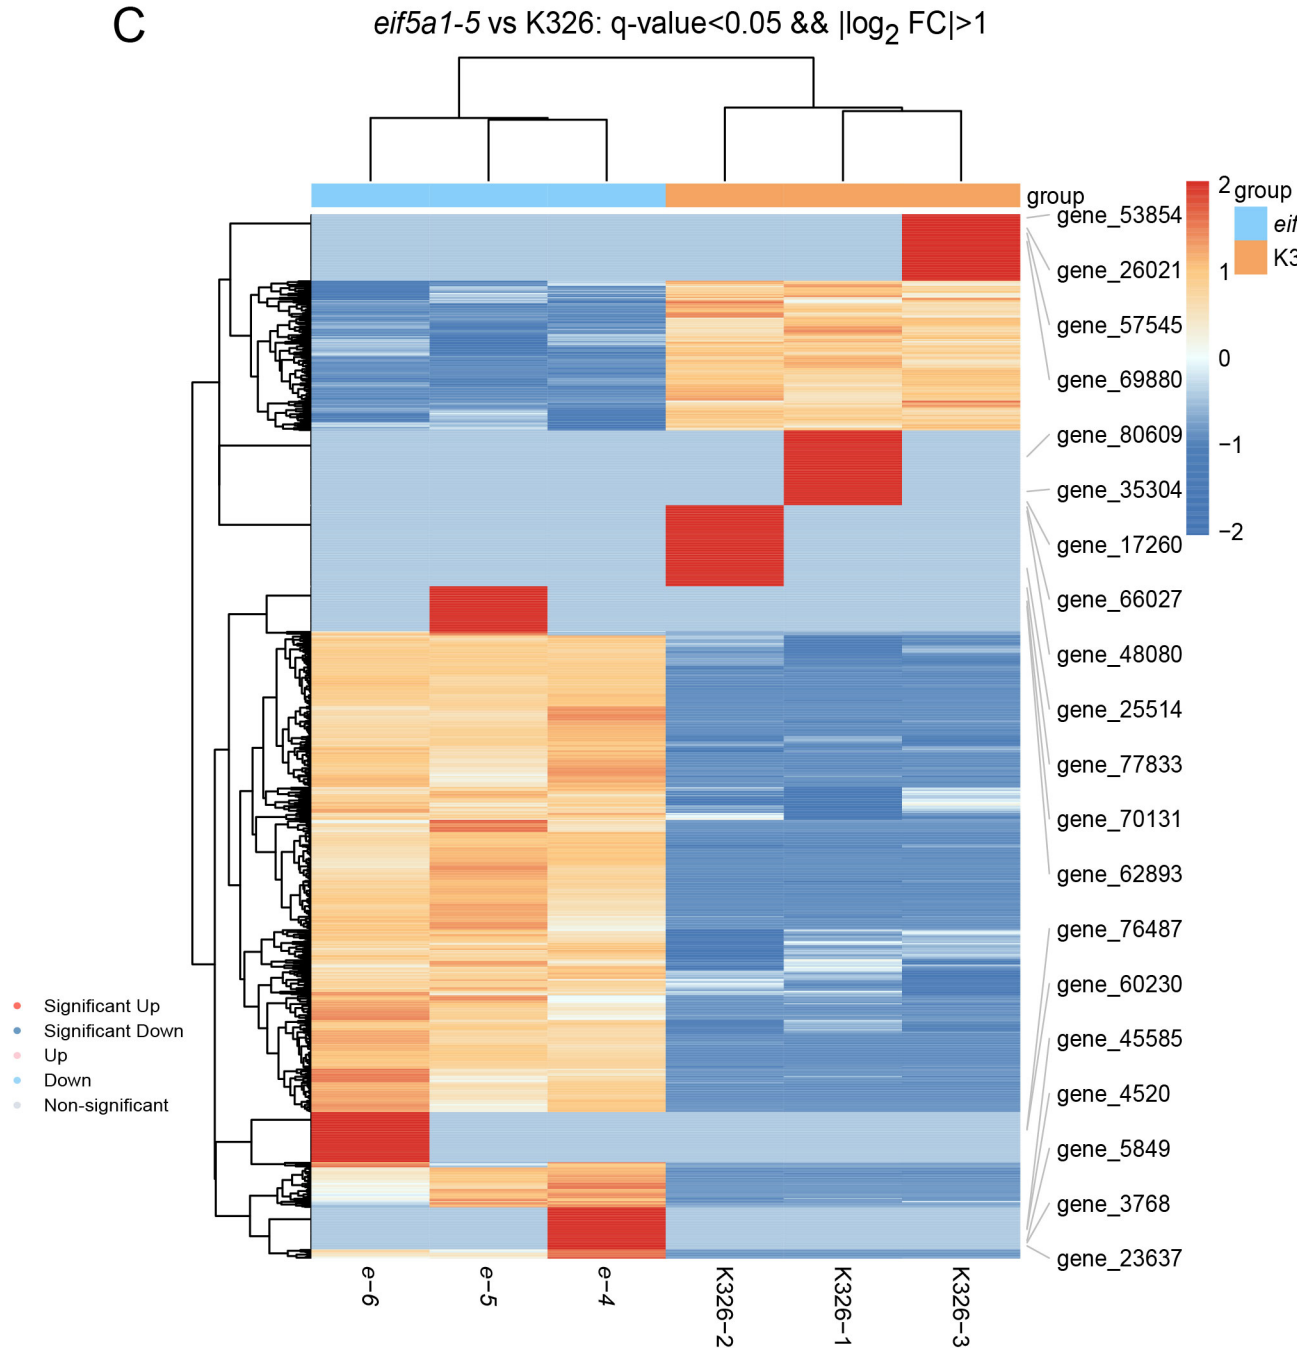 C
eif5a1-5 vs K326: q-value<0.05 && |log2 FC|>1
group
gene_53854
gene_26021
gene_57545
gene_69880
gene_80609
gene_35304
gene_17260
gene_66027
gene_48080
gene_25514
gene_77833
gene_70131
gene_62893
gene_76487
gene_60230
gene_45585
gene_4520
gene_5849
gene_3768
gene_23637
2
1
0
−1
−2
group
eif
K3
Significant Up
Significant Down
Up
Down
Non-significant
e−6
e−5
e−4
K326−2
K326−1
K326−3